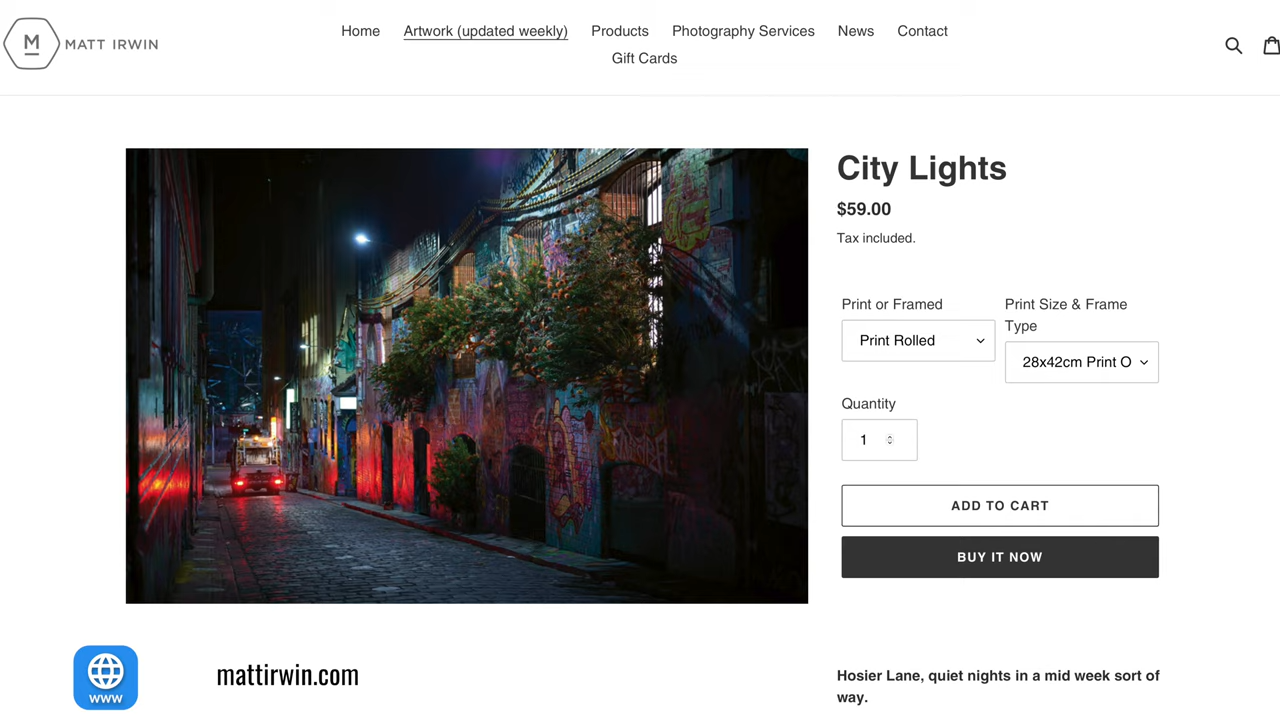 M
MATT IRWIN
Home Artwork (updated weekly) Products Photography Services News Contact
Gift Cards
City Lights
$59.00
Tax included.
Print or Framed
Print Size & Frame
Type
Print Rolled
28x42cm Print O
Quantity
1
ADD TO CART
BUY IT NOW
www
mattirwin.com
Hosier Lane, quiet nights in a mid week sort of
way.